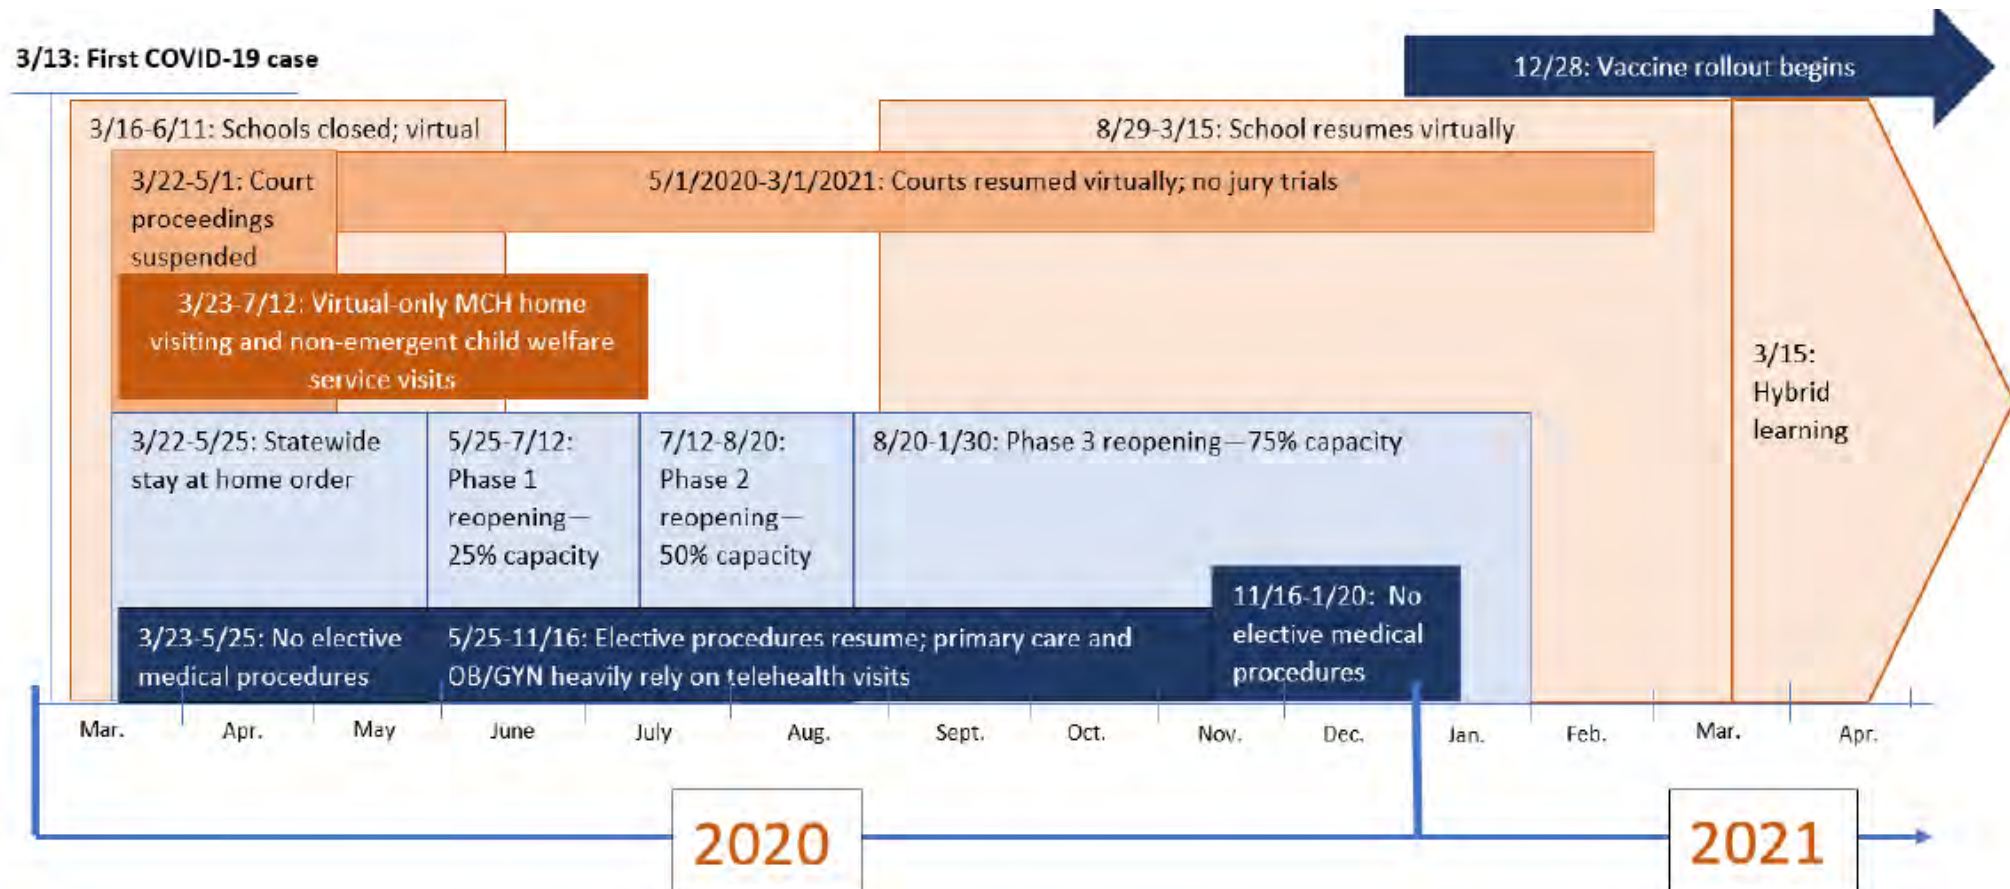 3/13: First COVID-19 case
12/28: Vaccine rollout begins
3/16-6/11: Schools closed; virtual
8/29-3/15: School resumes virtually
3/22-5/1: Court
proceedings
suspended
5/1/2020-3/1/2021: Courts resumed virtually; no jury trials
3/23-7/12: Virtual-only MCH home
visiting and non-emergent child welfare
service visits
3/15:
Hybrid
learning
3/22-5/25: Statewide
stay at home order
5/25-7/12:
Phase 1
reopening—
25% capacity
7/12-8/20:
Phase 2
reopening—
50% capacity
8/20-1/30: Phase 3 reopening—75% capacity
3/23-5/25: No elective
medical procedures
5/25-11/16: Elective procedures resume; primary care and
OB/GYN heavily rely on telehealth visits
11/16-1/20: No
elective medical
procedures
Mar.
Apr.
May
June
July
Aug.
Sept.
Oct.
Nov.
Dec.
Jan.
Feb.
Mar.
Apr.
2020
2021